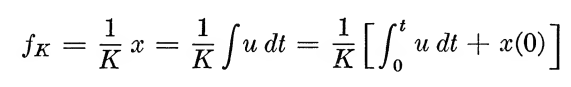 f_K = \frac{1}{K} x = \frac{1}{K} \int u dt = \frac{1}{K} \left[ \int_0^t u dt + x(0) \right]